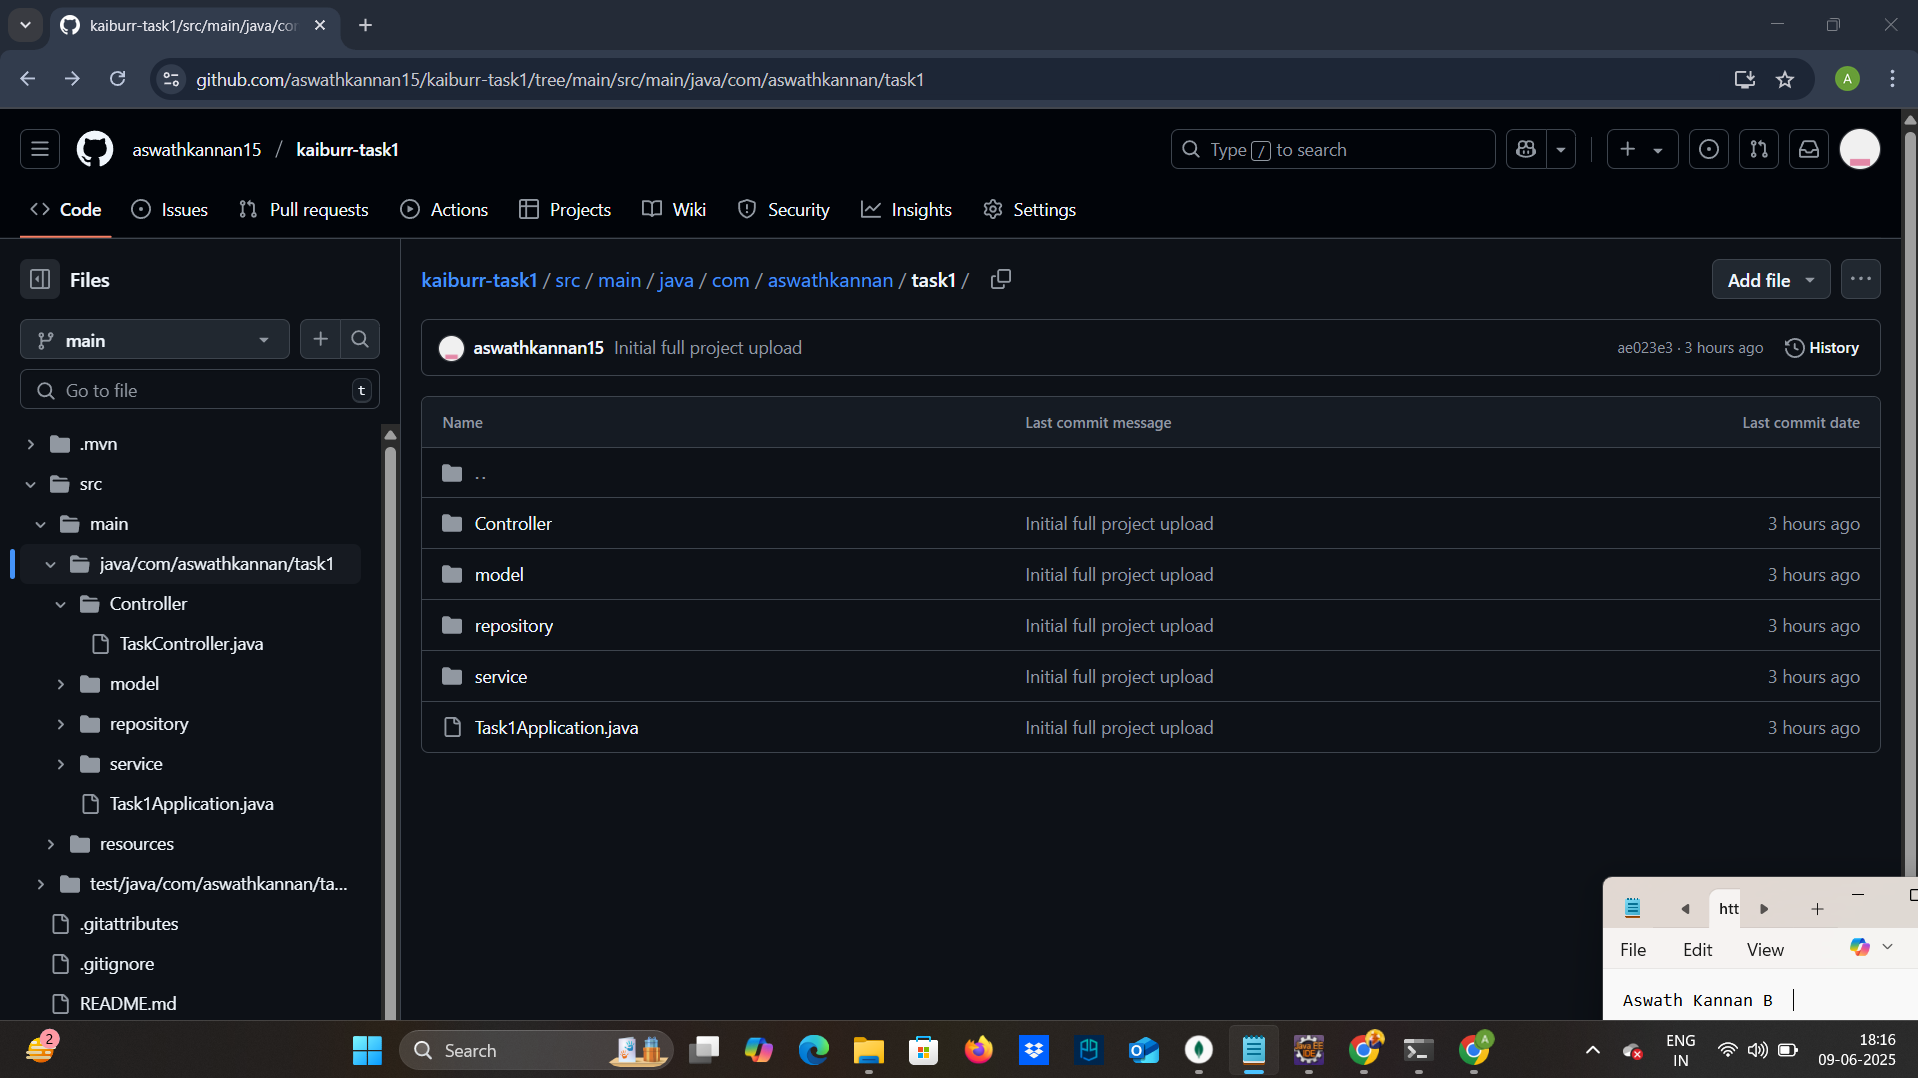 kaiburr-task1/src/main/java/cor
github.com/aswathkannan15/kaiburr-task1/tree/main/src/main/java/com/aswathkannan/task1
A
aswathkannan15 / kaiburr-task1
Type / to search
Code Issues Pull requests Actions Projects Wiki Security Insights Settings
Files
main
Go to file t
.mvn
src
main
java/com/aswathkannan/task1
Controller
TaskController.java
model
repository
service
Task1Application.java
resources
test/java/com/aswathkannan/ta...
.gitattributes
.gitignore
README.md
kaiburr-task1 / src / main / java / com / aswathkannan / task1 /
Add file
aswathkannan15 Initial full project upload ae023e3 · 3 hours ago History
Name Last commit message Last commit date
..
Controller Initial full project upload 3 hours ago
model Initial full project upload 3 hours ago
repository Initial full project upload 3 hours ago
service Initial full project upload 3 hours ago
Task1Application.java Initial full project upload 3 hours ago
htt
File Edit View
Aswath Kannan B
2
Search
ENG
IN
18:16
09-06-2025